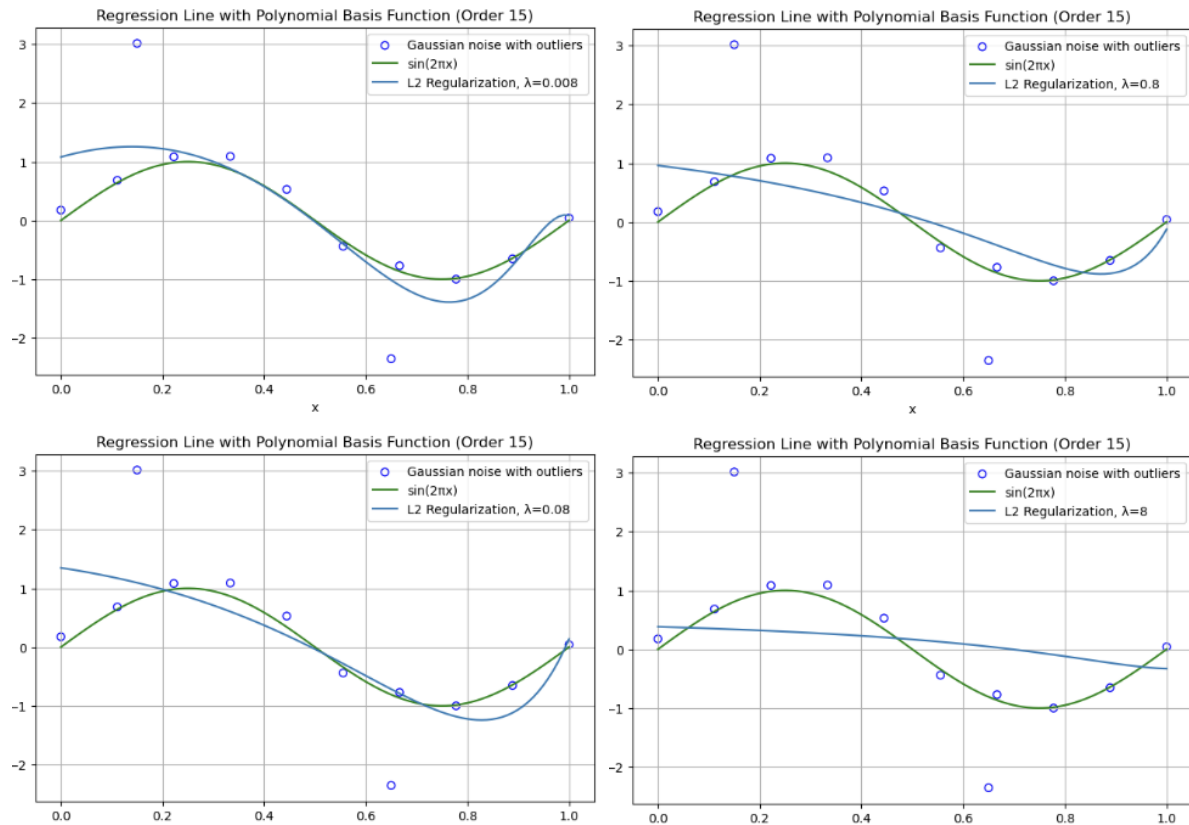 Regression Line with Polynomial Basis Function (Order 15)
Gaussian noise with outliers
sin(2πx)
L2 Regularization, λ=0.008
3
2
1
0
−1
−2
0.0 0.2 0.4 0.6 0.8 1.0
x
Regression Line with Polynomial Basis Function (Order 15)
Gaussian noise with outliers
sin(2πx)
L2 Regularization, λ=0.8
3
2
1
0
−1
−2
0.0 0.2 0.4 0.6 0.8 1.0
x
Regression Line with Polynomial Basis Function (Order 15)
Gaussian noise with outliers
sin(2πx)
L2 Regularization, λ=0.08
3
2
1
0
−1
−2
0.0 0.2 0.4 0.6 0.8 1.0
Regression Line with Polynomial Basis Function (Order 15)
Gaussian noise with outliers
sin(2πx)
L2 Regularization, λ=8
3
2
1
0
−1
−2
0.0 0.2 0.4 0.6 0.8 1.0